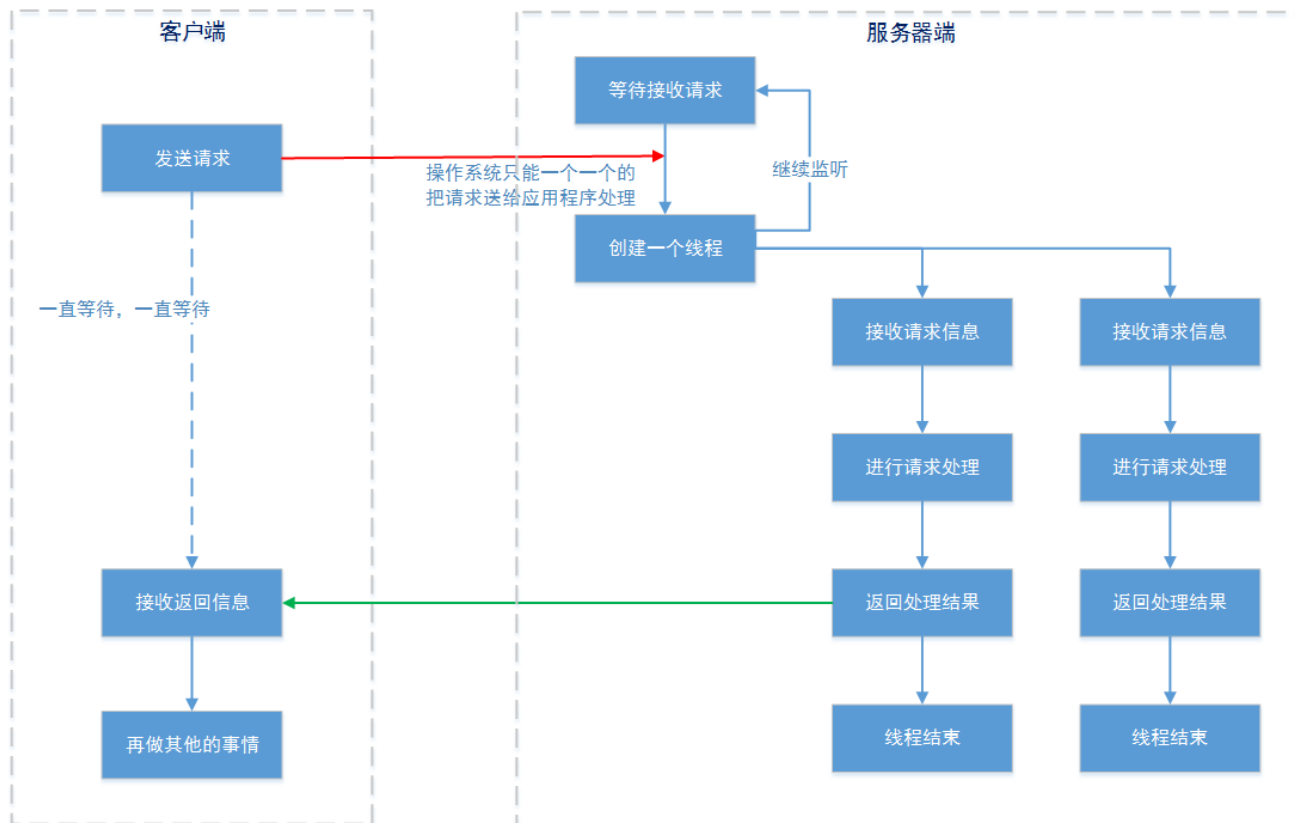 客户端
服务器端
等待接收请求
发送请求
操作系统只能一个一个的
把请求送给应用程序处理
继续监听
创建一个线程
一直等待，一直等待
接收请求信息
接收请求信息
进行请求处理
进行请求处理
接收返回信息
返回处理结果
返回处理结果
再做其他的事情
线程结束
线程结束